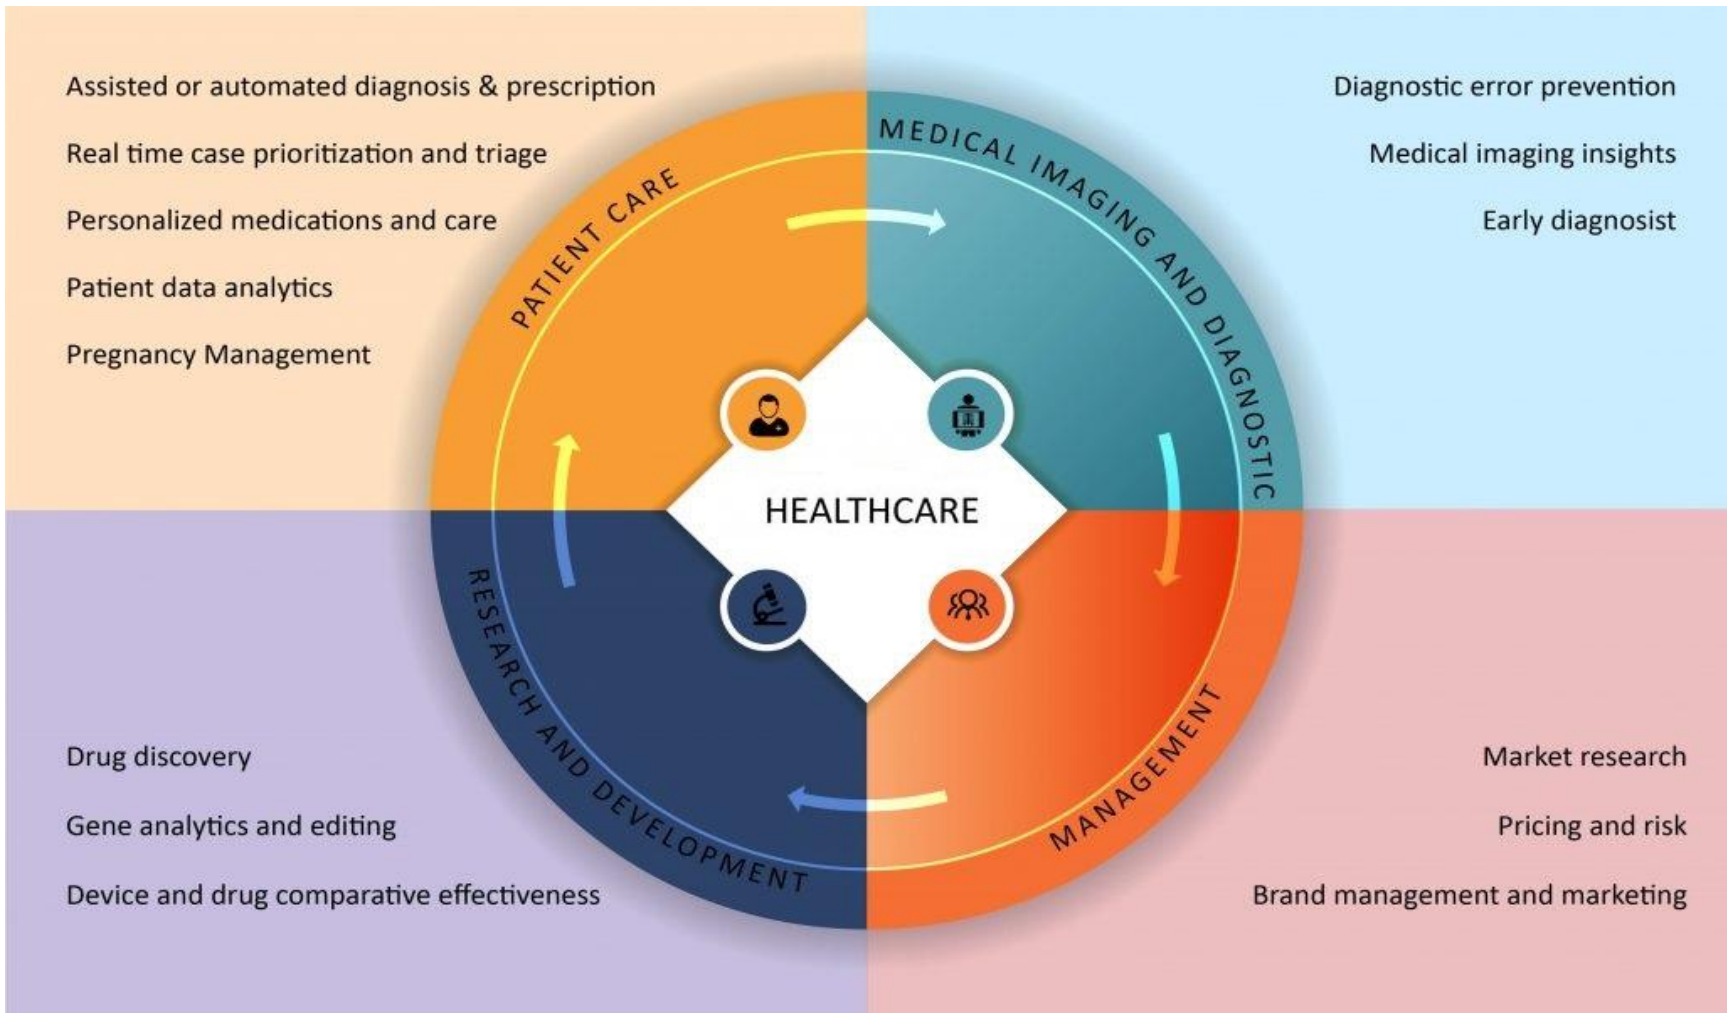 Assisted or automated diagnosis & prescription
Real time case prioritization and triage
Personalized medications and care
Patient data analytics
Pregnancy Management
PATIENT CARE
MEDICAL IMAGING AND DIAGNOSTIC
Diagnostic error prevention
Medical imaging insights
Early diagnosist
HEALTHCARE
RESEARCH AND DEVELOPMENT
Drug discovery
Gene analytics and editing
Device and drug comparative effectiveness
MANAGEMENT
Market research
Pricing and risk
Brand management and marketing